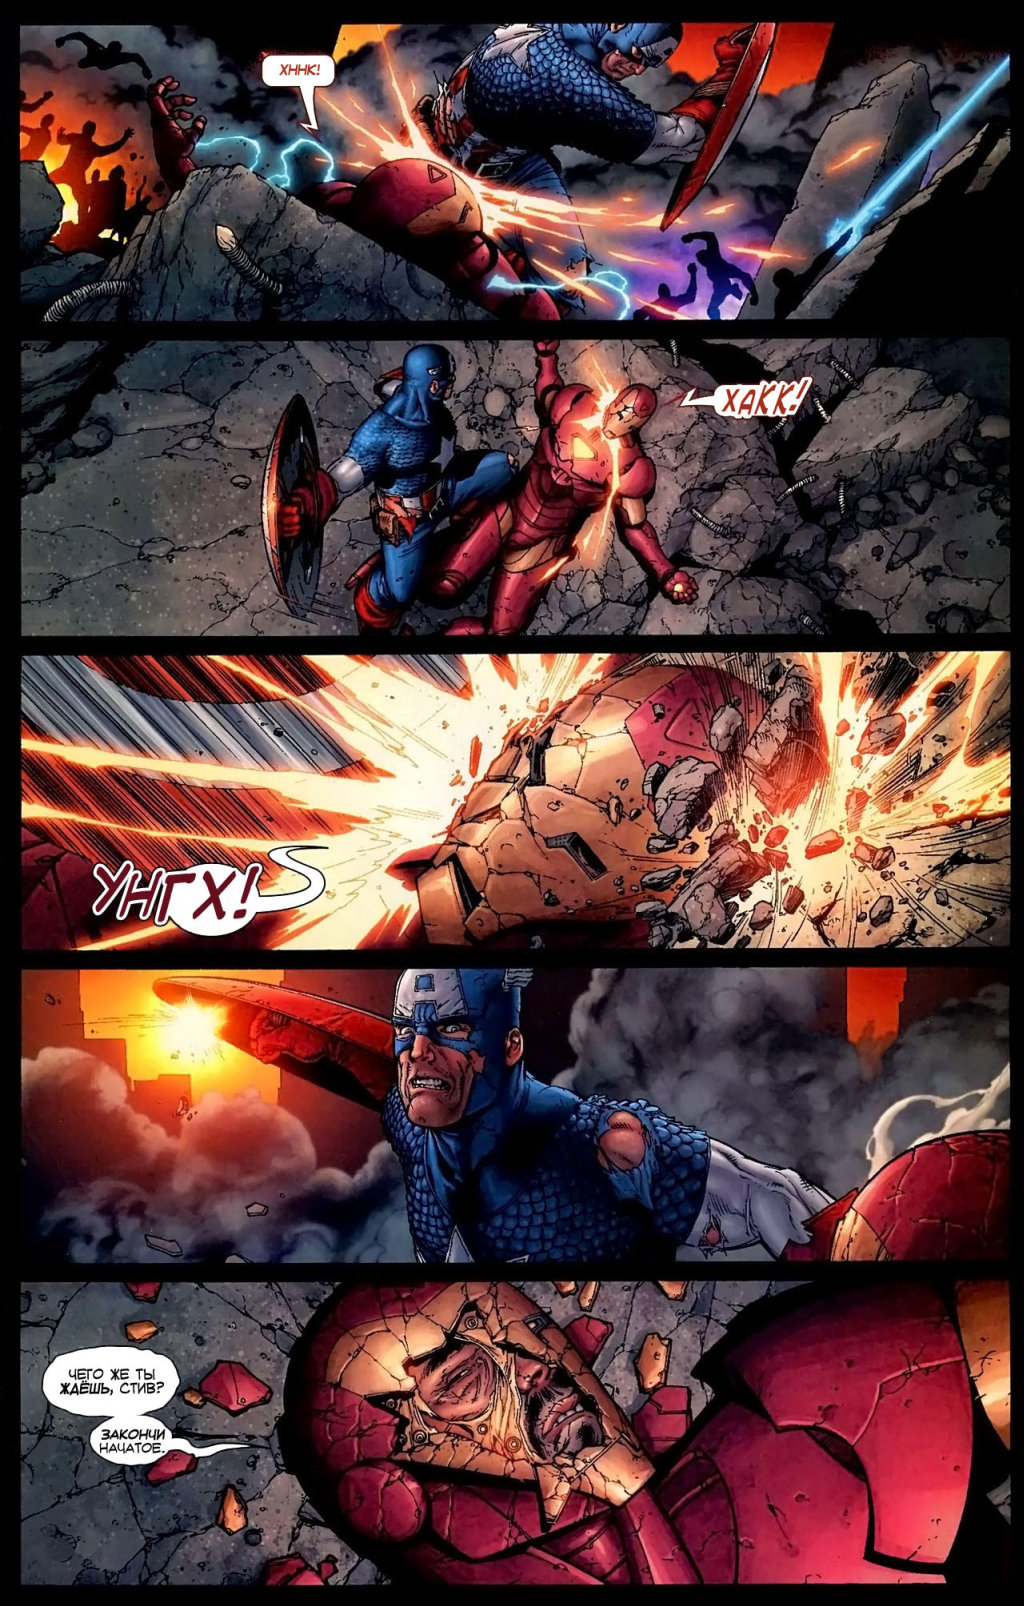 ХННК!
ХАКК!
УНГХ!
A
ЧЕГО ЖЕ ТЫ
ЖДЁШЬ, СТИВ?
ЗАКОНЧИ
НАЧАТОЕ.